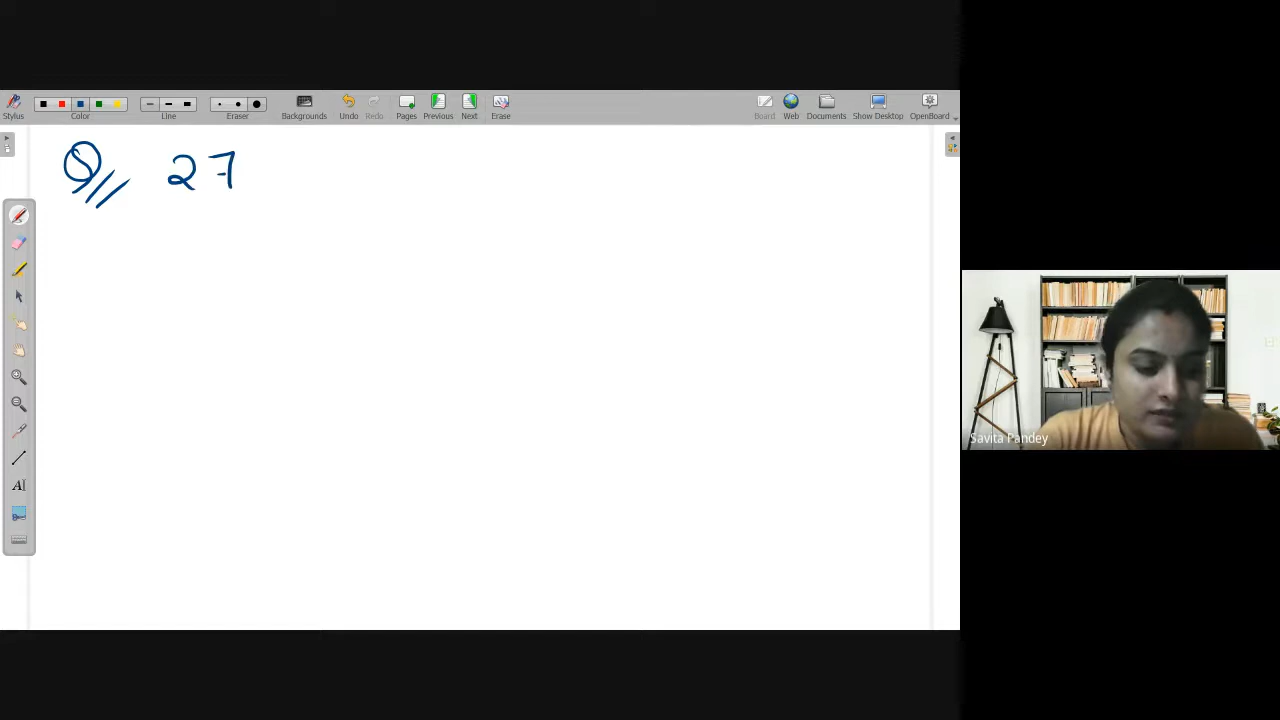 Stylus
Color
Line
Eraser
Backgrounds
Undo
Redo
Pages
Previous
Next
Erase
Board
Web
Documents
Show Desktop
OpenBoard
Q// 27
Savita Pandey